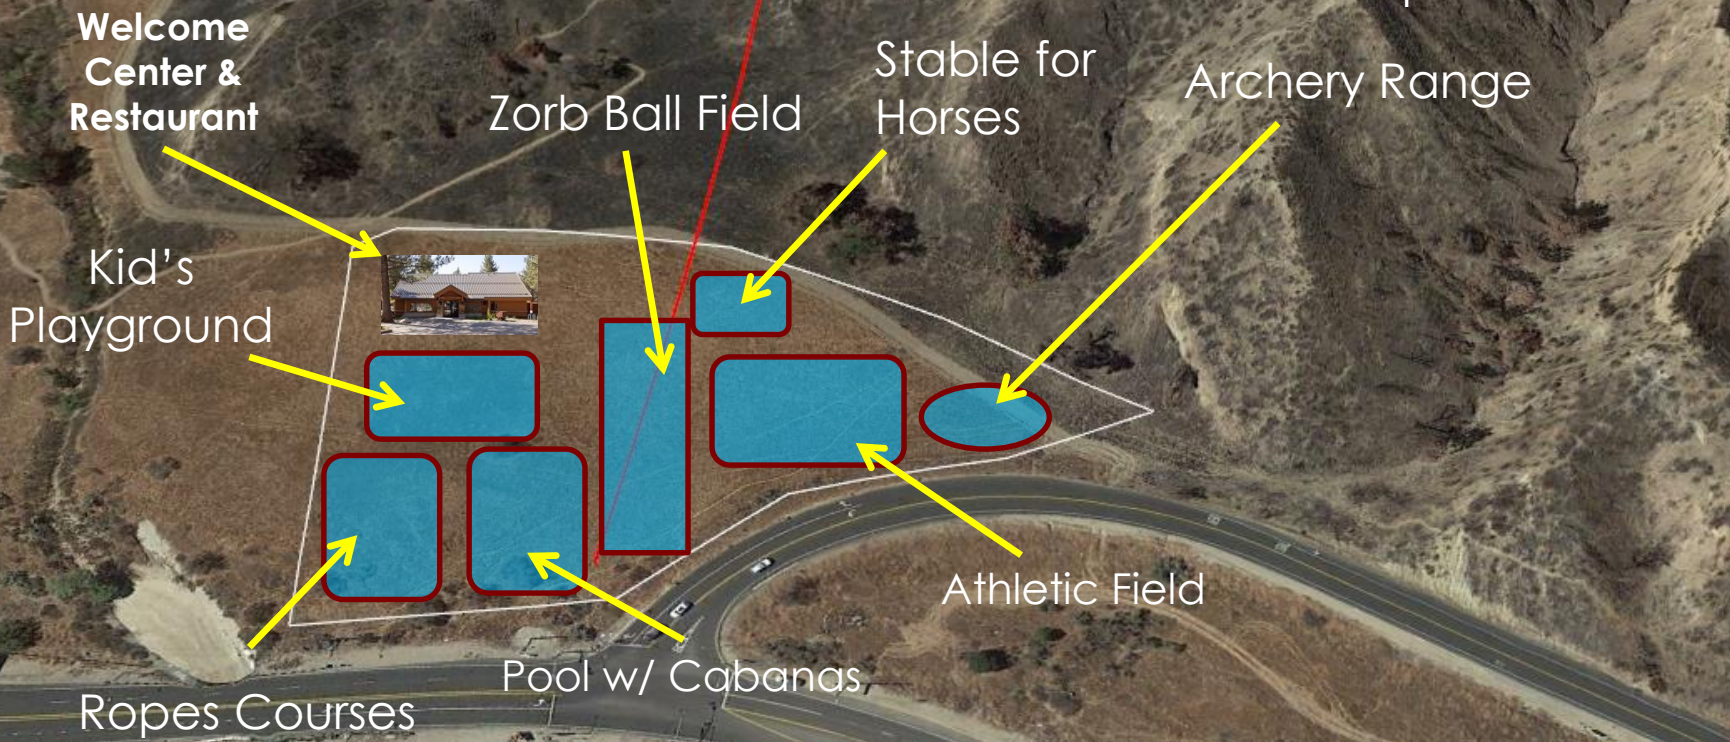 Welcome
Center &
Restaurant
Zorb Ball Field
Stable for
Horses
Archery Range
Kid's
Playground
Athletic Field
Pool w/ Cabanas
Ropes Courses